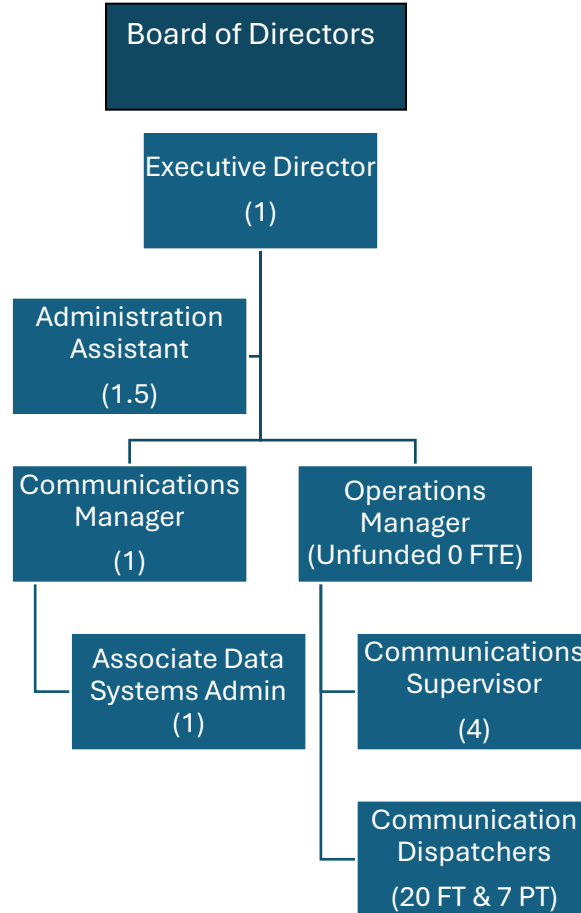 Board of Directors
Executive Director
(1)
Administration
Assistant
(1.5)
Communications
Manager
(1)
Operations
Manager
(Unfunded 0 FTE)
Associate Data
Systems Admin
(1)
Communications
Supervisor
(4)
Communication
Dispatchers
(20 FT & 7 PT)